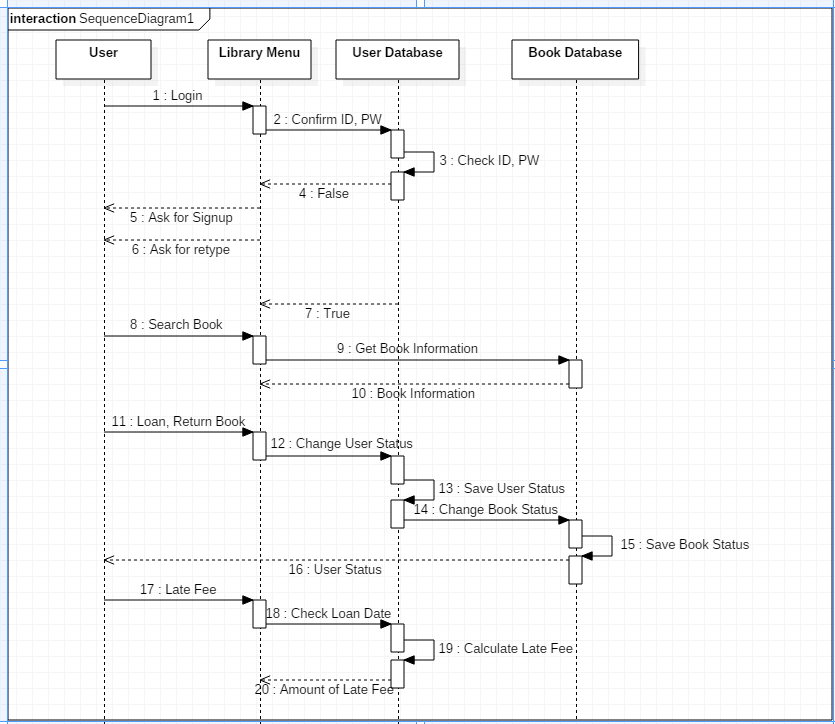 interaction SequenceDiagram1
User
Library Menu
User Database
Book Database
1 : Login
2 : Confirm ID, PW
3 : Check ID, PW
4 : False
5 : Ask for Signup
6 : Ask for retype
7 : True
8 : Search Book
9 : Get Book Information
10 : Book Information
11 : Loan, Return Book
12 : Change User Status
13 : Save User Status
14 : Change Book Status
15 : Save Book Status
16 : User Status
17 : Late Fee
18 : Check Loan Date
19 : Calculate Late Fee
20 : Amount of Late Fee